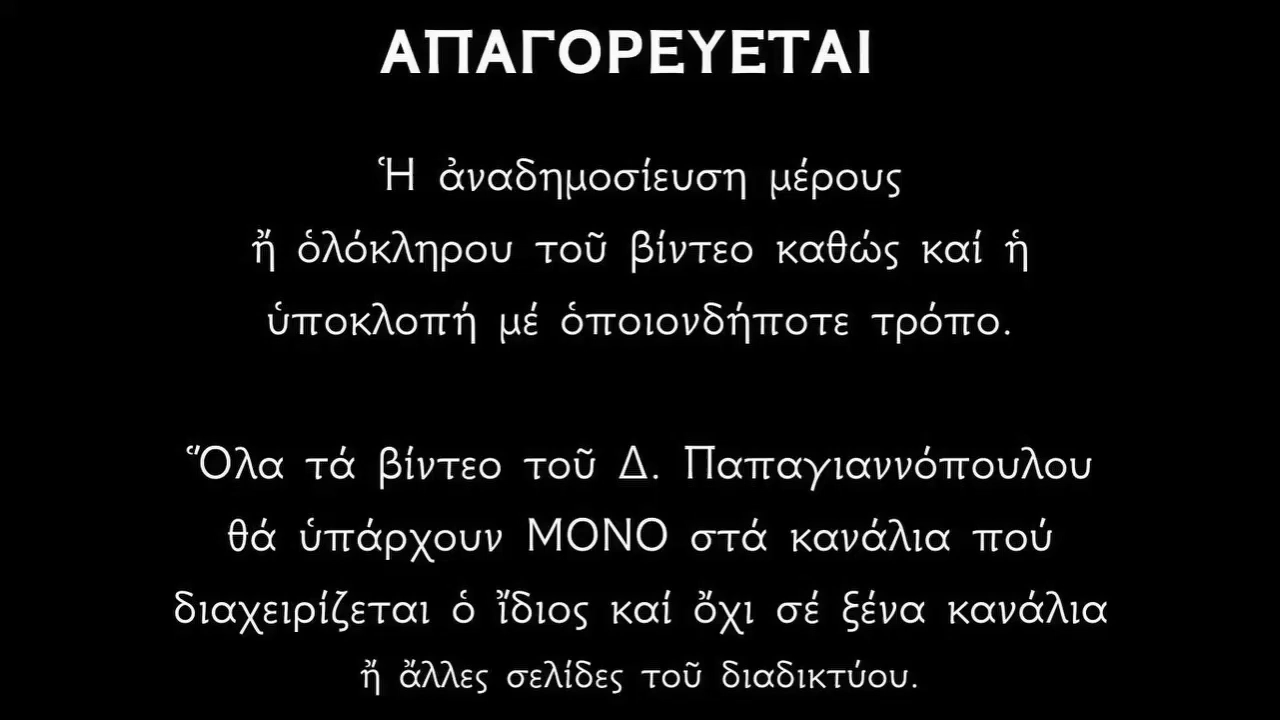 ΑΠΑΓΟΡΕΥΕΤΑΙ
Ἡ ἀναδημοσίευση μέρους
ἤ ὁλόκληρου τοῦ βίντεο καθώς καί ἡ
ὑποκλοπή μέ ὁποιονδήποτε τρόπο.
Ὅλα τά βίντεο τοῦ Δ. Παπαγιαννόπουλου
θά ὑπάρχουν ΜΟΝΟ στά κανάλια πού
διαχειρίζεται ὁ ἴδιος καί ὄχι σέ ξένα κανάλια
ἤ ἄλλες σελίδες τοῦ διαδικτύου.